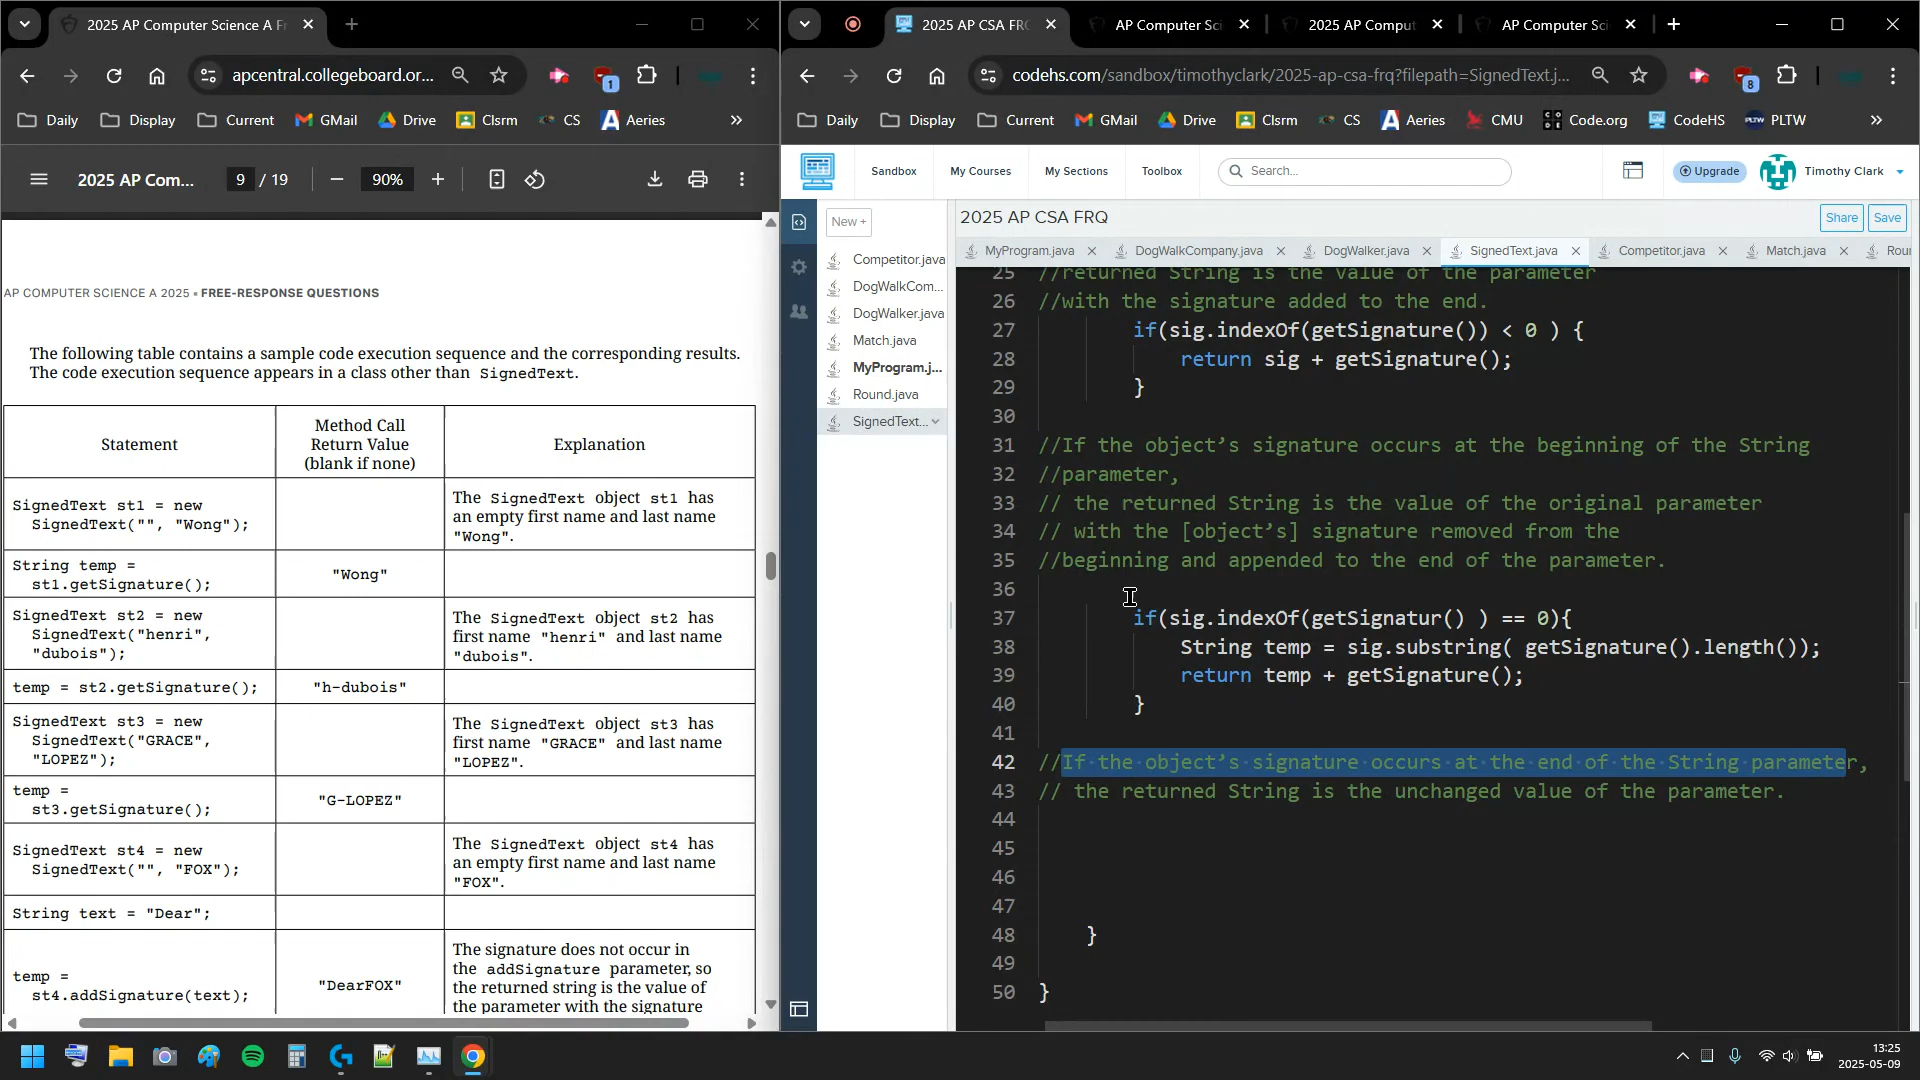 2025 AP Computer Science A Fr
2025 AP CSA FRQ
AP Computer Sci
2025 AP Comput
AP Computer Sci
apcentral.collegeboard.or...
1
codehs.com/sandbox/timothyclark/2025-ap-csa-frq?filepath=SignedText.j...
8
Daily
Display
Current
GMail
Drive
Clsrm
CS
Aeries
»
Daily
Display
Current
GMail
Drive
Clsrm
CS
Aeries
CMU
Code.org
CodeHS
PLTW
»
2025 AP Com...
9 / 19
90%
Sandbox
My Courses
My Sections
Toolbox
Search...
Upgrade
Timothy Clark
New +
2025 AP CSA FRQ
Share
Save
MyProgram.java
DogWalkCompany.java
DogWalker.java
SignedText.java
Competitor.java
Match.java
Rou
Competitor.java
DogWalkCom...
DogWalker.java
Match.java
MyProgram.j...
Round.java
SignedText...
AP COMPUTER SCIENCE A 2025 ▪ FREE-RESPONSE QUESTIONS
The following table contains a sample code execution sequence and the corresponding results.
The code execution sequence appears in a class other than SignedText.
Statement
Method Call
Return Value
(blank if none)
Explanation
SignedText st1 = new
SignedText("", "Wong");
The SignedText object st1 has
an empty first name and last name
"Wong".
String temp =
st1.getSignature();
"Wong"
SignedText st2 = new
SignedText("henri",
"dubois");
The SignedText object st2 has
first name "henri" and last name
"dubois".
temp = st2.getSignature();
"h-dubois"
SignedText st3 = new
SignedText("GRACE",
"LOPEZ");
The SignedText object st3 has
first name "GRACE" and last name
"LOPEZ".
temp =
st3.getSignature();
"G-LOPEZ"
SignedText st4 = new
SignedText("", "FOX");
The SignedText object st4 has
an empty first name and last name
"FOX".
String text = "Dear";
temp =
st4.addSignature(text);
"DearFOX"
The signature does not occur in
the addSignature parameter, so
the returned string is the value of
the parameter with the signature
25 //returned String is the value of the parameter
26 //with the signature added to the end.
27 if(sig.indexOf(getSignature()) < 0 ) {
28 return sig + getSignature();
29 }
30
31 //If the object’s signature occurs at the beginning of the String
32 //parameter,
33 // the returned String is the value of the original parameter
34 // with the [object’s] signature removed from the
35 //beginning and appended to the end of the parameter.
36
37 if(sig.indexOf(getSignatur() ) == 0){
38 String temp = sig.substring( getSignature().length());
39 return temp + getSignature();
40 }
41
42 //If the object’s signature occurs at the end of the String parameter,
43 // the returned String is the unchanged value of the parameter.
44
45
46
47
48 }
49
50 }
13:25
2025-05-09